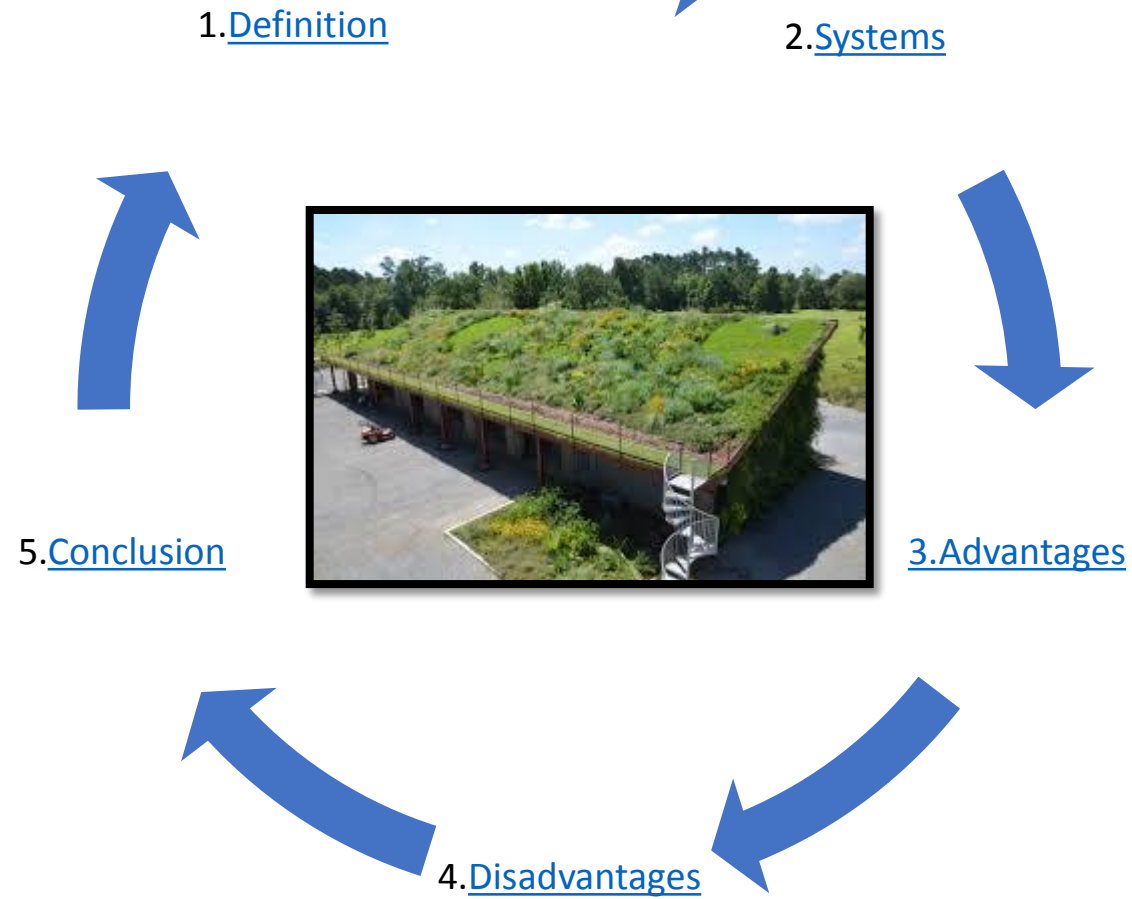 1.Definition
2.Systems
3.Advantages
4.Disadvantages
5.Conclusion